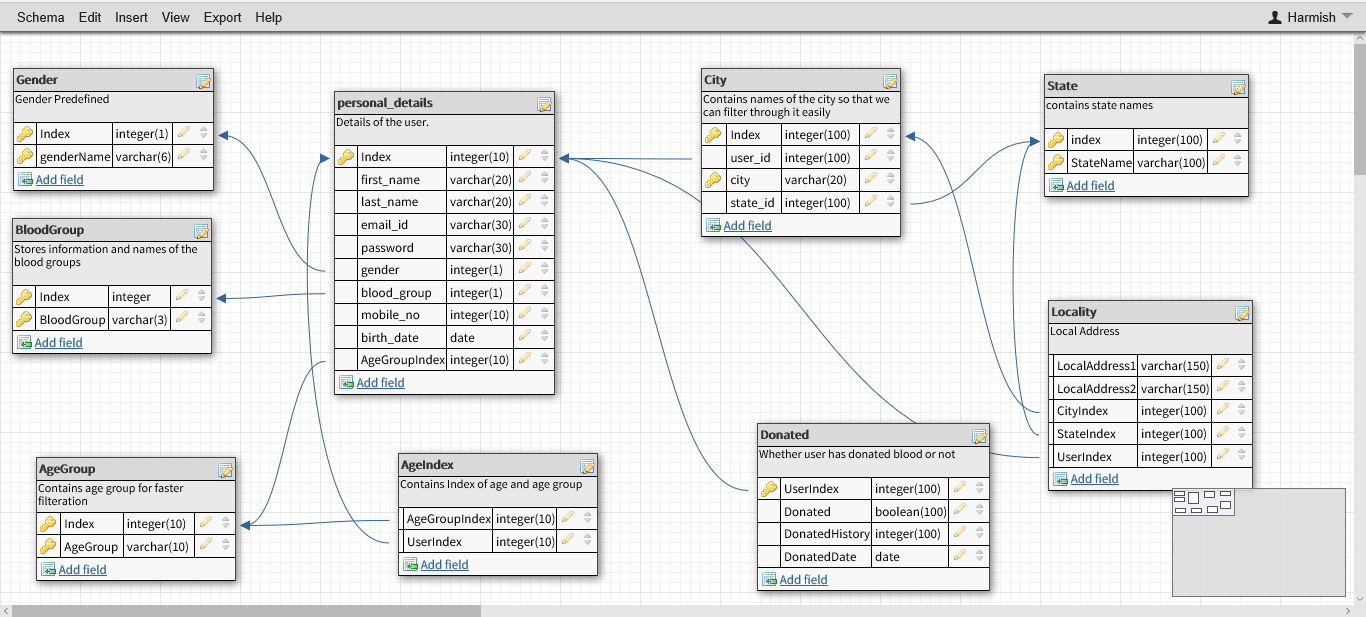 Schema Edit Insert View Export Help Harmish
Gender
Gender Predefined
Index integer(1)
genderName varchar(6)
Add field
BloodGroup
Stores information and names of the
blood groups
Index integer
BloodGroup varchar(3)
Add field
personal_details
Details of the user.
Index integer(10)
first_name varchar(20)
last_name varchar(20)
email_id varchar(30)
password varchar(30)
gender integer(1)
blood_group integer(1)
mobile_no integer(10)
birth_date date
AgeGroupIndex integer(10)
Add field
City
Contains names of the city so that we
can filter through it easily
Index integer(100)
user_id integer(100)
city varchar(20)
state_id integer(100)
Add field
State
contains state names
index integer(100)
StateName varchar(100)
Add field
Locality
Local Address
LocalAddress1 varchar(150)
LocalAddress2 varchar(150)
CityIndex integer(100)
StateIndex integer(100)
UserIndex integer(100)
Add field
AgeGroup
Contains age group for faster
filteration
Index integer(10)
AgeGroup varchar(10)
Add field
AgeIndex
Contains Index of age and age group
AgeGroupIndex integer(10)
UserIndex integer(10)
Add field
Donated
Whether user has donated blood or not
UserIndex integer(100)
Donated boolean(100)
DonatedHistory integer(100)
DonatedDate date
Add field